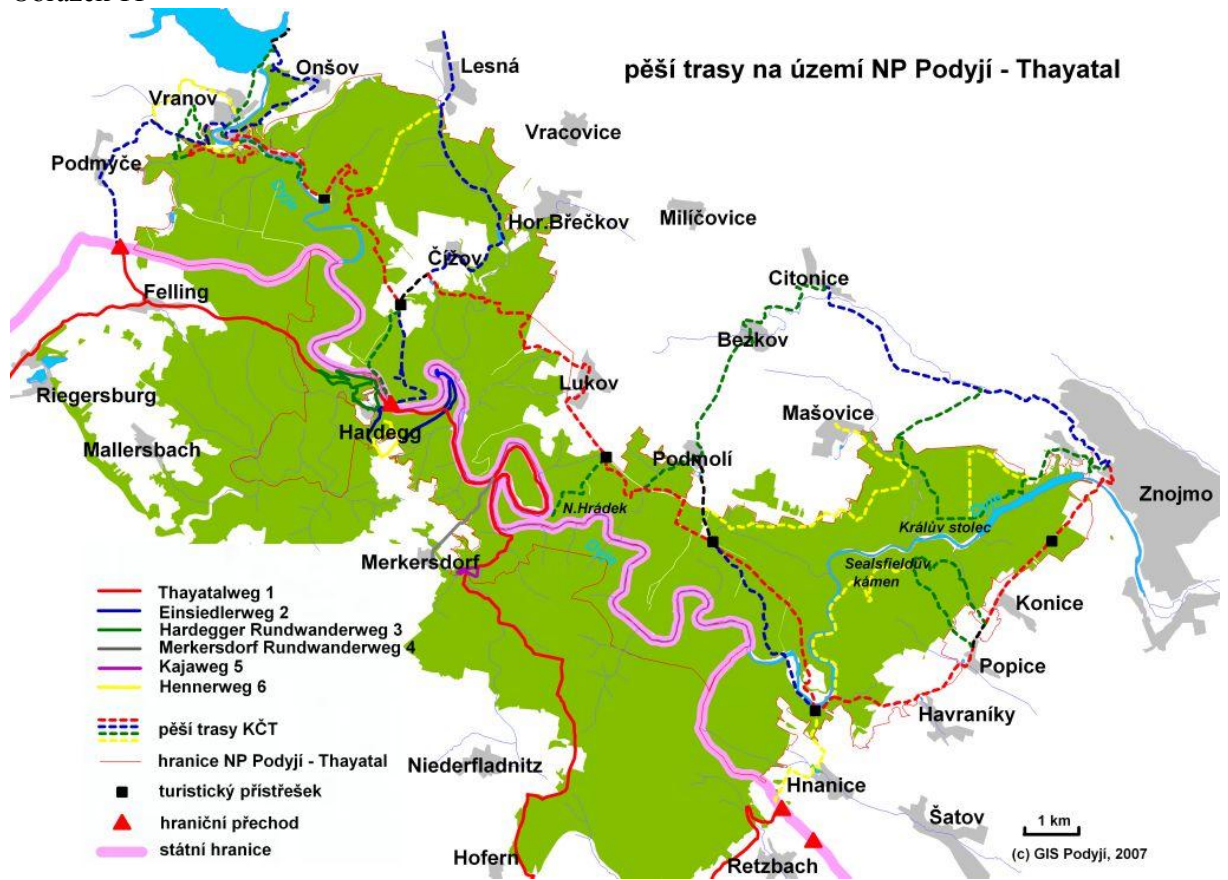 Obrázek 11
pěší trasy na území NP Podyjí - Thayatal
Onšov
Lesná
Vranov
Vracovice
Podmyče
Dyje
Hor.Břečkov
Milíčovice
Čížov
Citonice
Felling
Bezkov
Riegersburg
Lukov
Mašovice
Hardegg
Mallersbach
Podmolí
Znojmo
N.Hrádek
Králův stolec
Dyje
Dyje
Merkersdorf
Sealsfieldův
kámen
Konice
Popice
Havraníky
Niederfladnitz
Hnanice
Šatov
Hofern
Retzbach
Thayatalweg 1
Einsiedlerweg 2
Hardegger Rundwanderweg 3
Merkersdorf Rundwanderweg 4
Kajaweg 5
Hennerweg 6
pěší trasy KČT
hranice NP Podyjí - Thayatal
turistický přístřešek
hraniční přechod
státní hranice
1 km
(c) GIS Podyjí, 2007